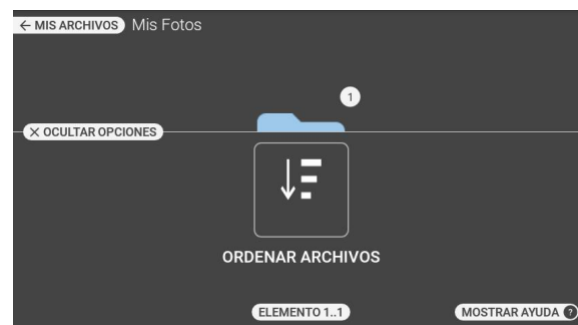 ← MIS ARCHIVOS Mis Fotos
1
X OCULTAR OPCIONES
ORDENAR ARCHIVOS
ELEMENTO 1..1
MOSTRAR AYUDA ?